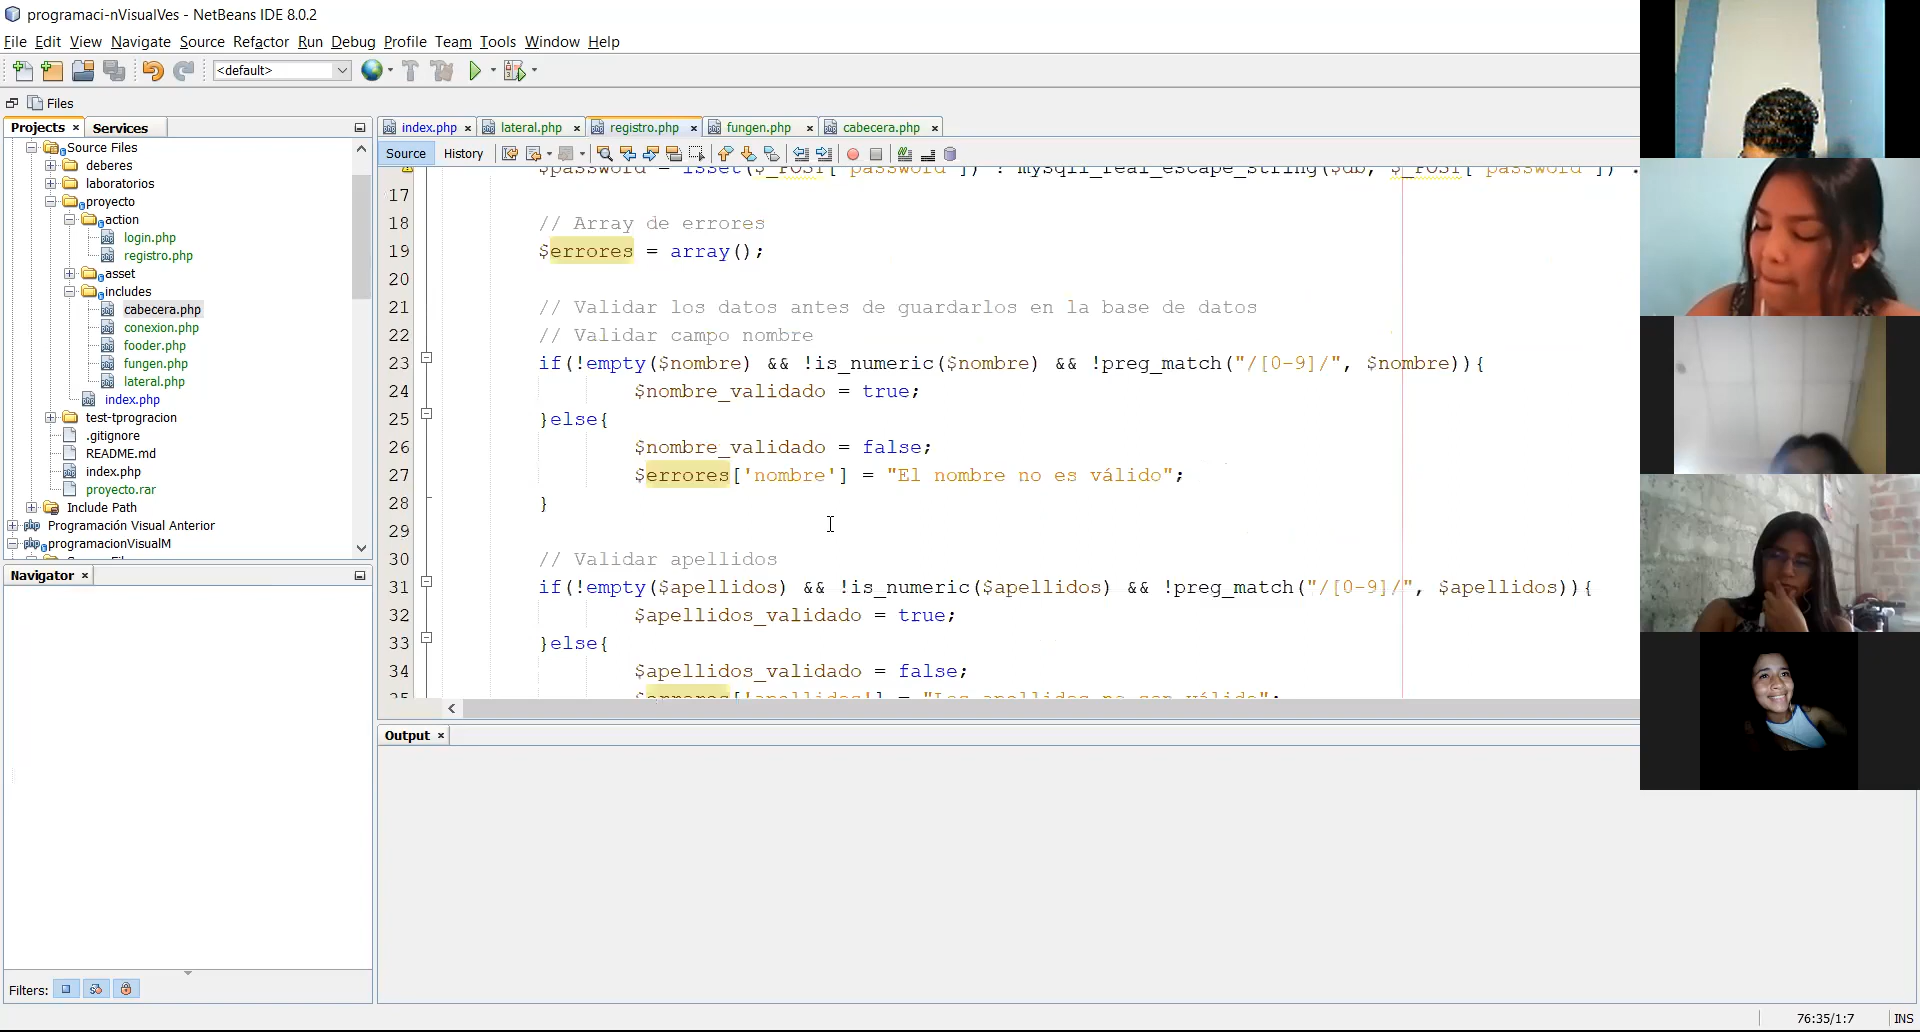 programaci-nVisualVes - NetBeans IDE 8.0.2
File Edit View Navigate Source Refactor Run Debug Profile Team Tools Window Help
<default>
Files
Projects × Services
Source Files
deberes
laboratorios
proyecto
action
login.php
registro.php
asset
includes
cabecera.php
conexion.php
fooder.php
fungen.php
lateral.php
index.php
test-tprogracion
.gitignore
README.md
index.php
proyecto.rar
Include Path
Programación Visual Anterior
programacionVisualM
Navigator ×
Filters:
index.php × lateral.php × registro.php × fungen.php × cabecera.php ×
Source History
$password = isset($_POST['password']) ? mysqli_real_escape_string($db, $_POST['password']) :
17
18 // Array de errores
19 $errores = array();
20
21 // Validar los datos antes de guardarlos en la base de datos
22 // Validar campo nombre
23 if(!empty($nombre) && !is_numeric($nombre) && !preg_match("/[0-9]/", $nombre)){
24 $nombre_validado = true;
25 }else{
26 $nombre_validado = false;
27 $errores['nombre'] = "El nombre no es válido";
28 }
29
30 // Validar apellidos
31 if(!empty($apellidos) && !is_numeric($apellidos) && !preg_match("/[0-9]/", $apellidos)){
32 $apellidos_validado = true;
33 }else{
34 $apellidos_validado = false;
35 $errores['apellidos'] = "Los apellidos no son válido";
Output ×
76:35/1:7 INS